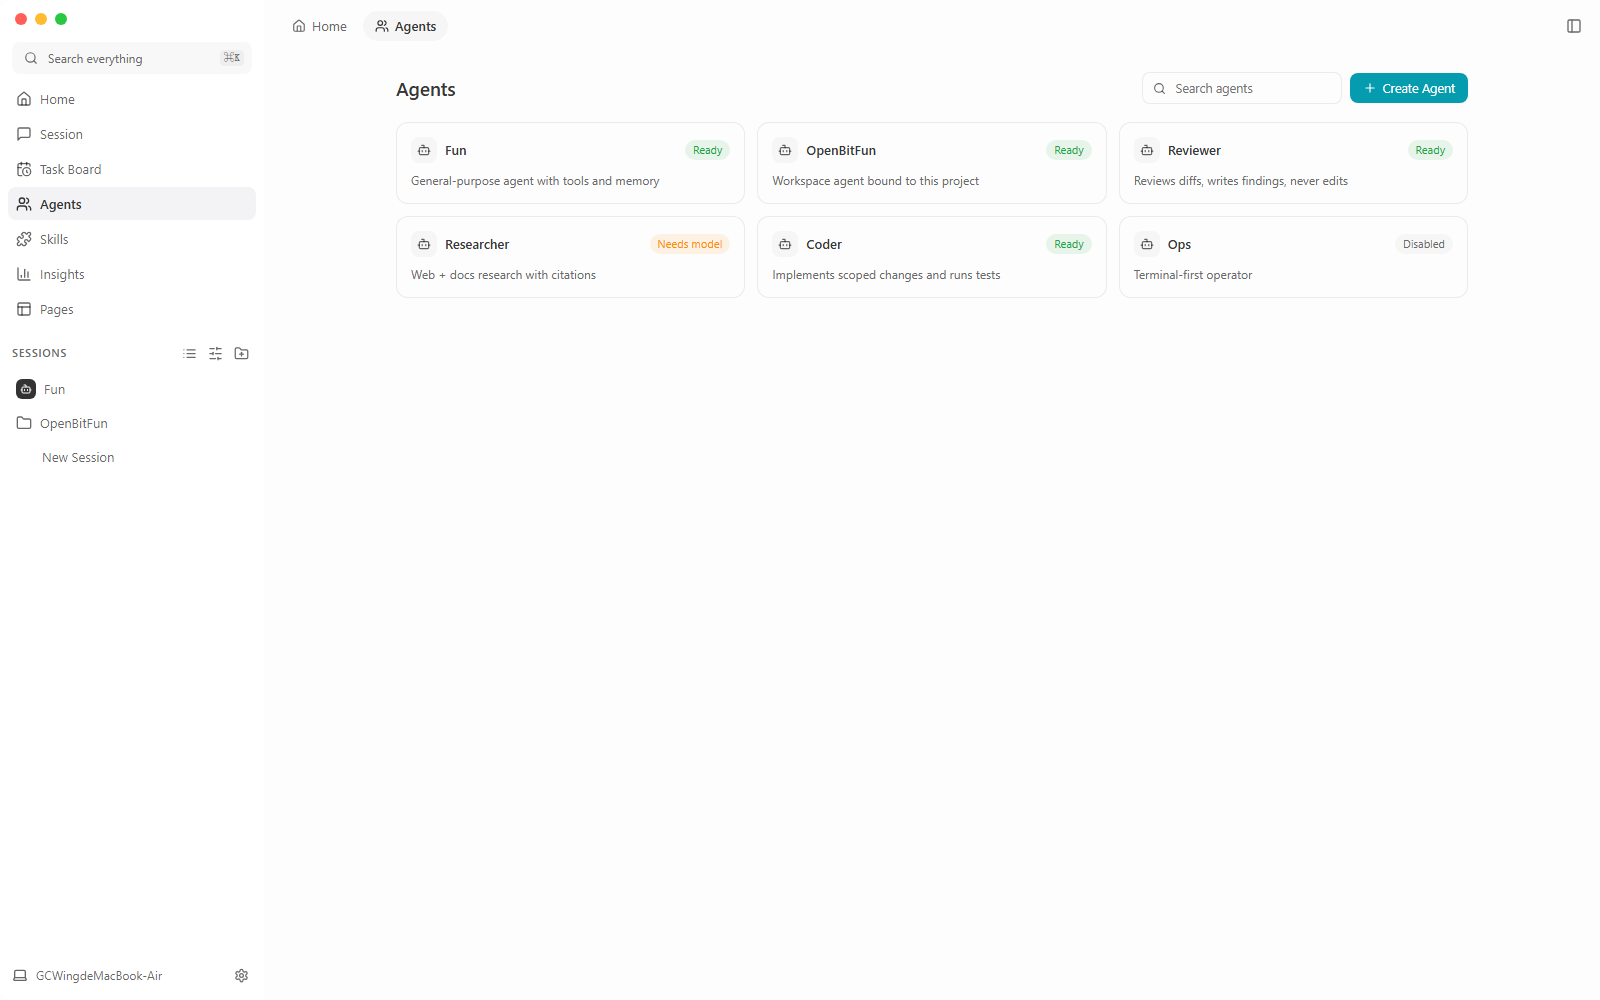 Search everything ⌘K
Home
Session
Task Board
Agents
Skills
Insights
Pages
SESSIONS
Fun
OpenBitFun
New Session
GCWingdeMacBook-Air
Home Agents
Agents
Search agents
Create Agent
Fun Ready
General-purpose agent with tools and memory
OpenBitFun Ready
Workspace agent bound to this project
Reviewer Ready
Reviews diffs, writes findings, never edits
Researcher Needs model
Web + docs research with citations
Coder Ready
Implements scoped changes and runs tests
Ops Disabled
Terminal-first operator